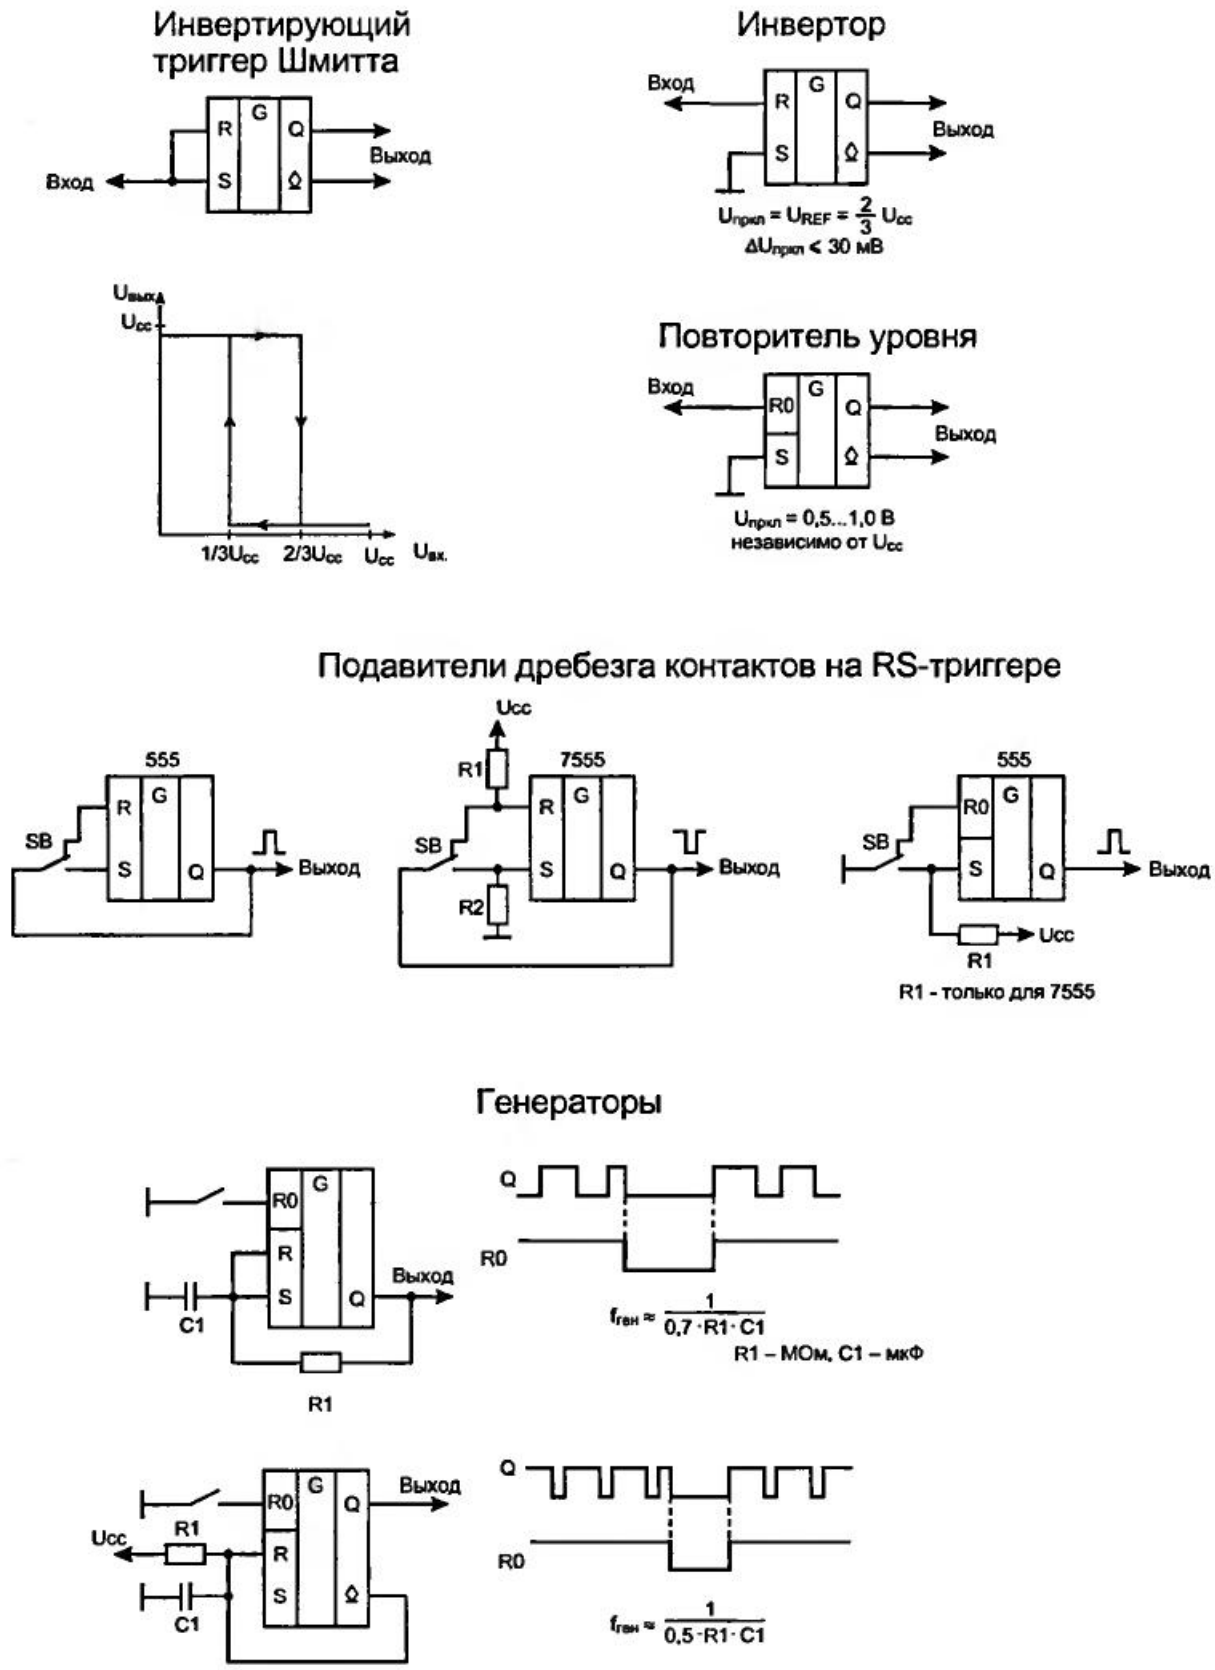 Инвертирующий
триггер Шмитта
R
G
Q
Вход
S
Выход
Uвых
Ucc
1/3Ucc
2/3Ucc
Ucc
Uвх.
Инвертор
Вход
R
G
Q
S
Выход
Uпркл = UREF = 2/3 Ucc
ΔUпркл < 30 мВ
Повторитель уровня
Вход
R0
G
Q
S
Выход
Uпркл = 0,5...1,0 В
независимо от Ucc
Подавители дребезга контактов на RS-триггере
555
R
G
SB
S
Q
Выход
Ucc
R1
7555
R
G
SB
S
Q
Выход
R2
555
R0
G
SB
S
Q
Выход
Ucc
R1
R1 - только для 7555
Генераторы
R0
G
R
S
Q
Выход
C1
R1
Q
R0
fген ≈ 1/(0,7·R1·C1)
R1 – МОм, C1 – мкФ
R0
G
Q
Выход
Ucc
R1
R
S
C1
Q
R0
fген ≈ 1/(0,5·R1·C1)